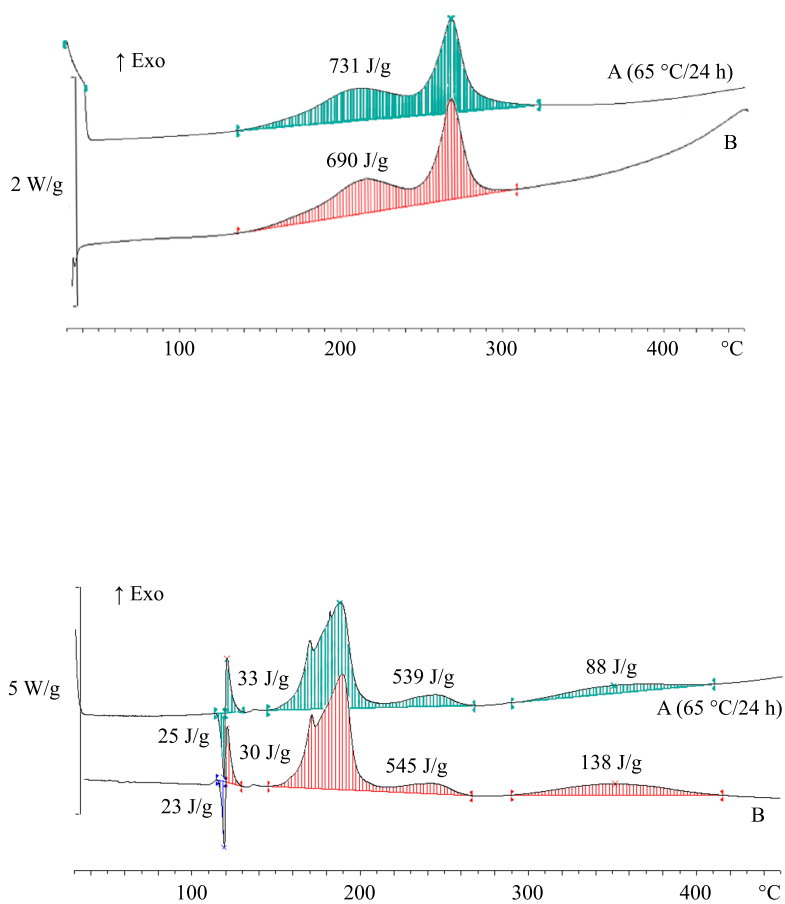 ↑ Exo
731 J/g
A (65 °C/24 h)
B
690 J/g
2 W/g
100 200 300 400 °C
↑ Exo
33 J/g
539 J/g
88 J/g
5 W/g
A (65 °C/24 h)
25 J/g
30 J/g
545 J/g
138 J/g
23 J/g
B
100 200 300 400 °C